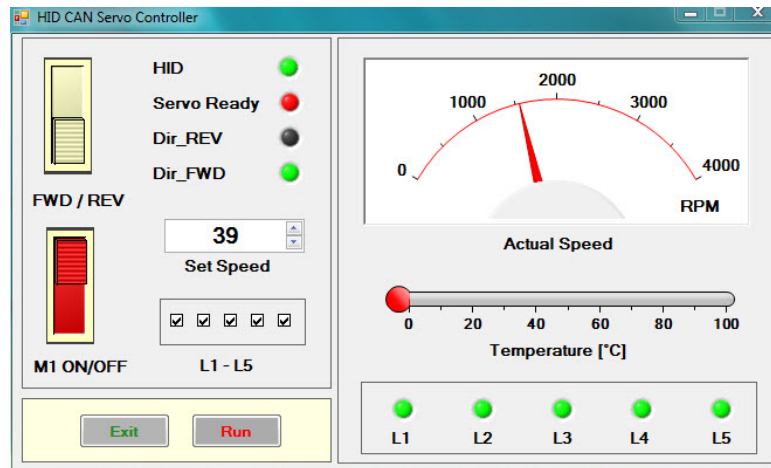 HID CAN Servo Controller
HID
Servo Ready
Dir_REV
Dir_FWD
FWD / REV
39
Set Speed
M1 ON/OFF
L1 - L5
Exit
Run
0
1000
2000
3000
4000
RPM
Actual Speed
0 20 40 60 80 100
Temperature [°C]
L1 L2 L3 L4 L5